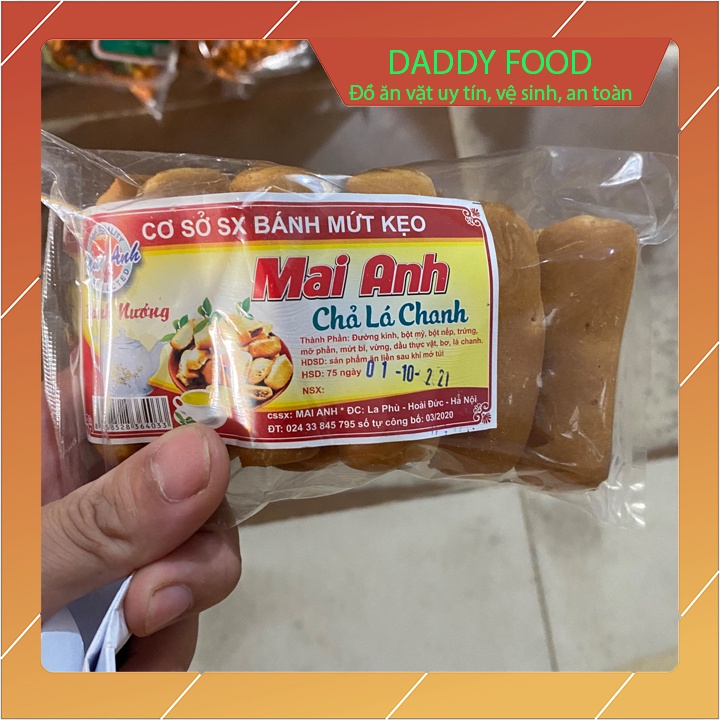 DADDY FOOD
Đồ ăn vặt uy tín, vệ sinh, an toàn
CƠ SỞ SX BÁNH MỨT KẸO
Mai Anh
Chả Lá Chanh
Nướng
Thành Phần: Đường kính, bột mỳ, bột nếp, trứng,
mỡ phần, mứt bí, vừng, dầu thực vật, bơ, lá chanh.
HDSD: sản phẩm ăn liền sau khi mở túi
HSD: 75 ngày 01-10-2.21
NSX:
CSSX: MAI ANH * ĐC: La Phù - Hoài Đức - Hà Nội
ĐT: 024 33 845 795 số tự công bố: 03/2020